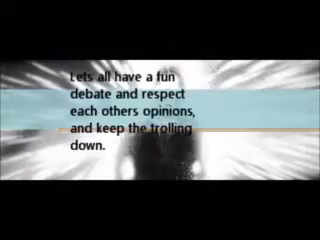 Lets all have a fun
debate and respect
each others opinions,
and keep the trolling
down.